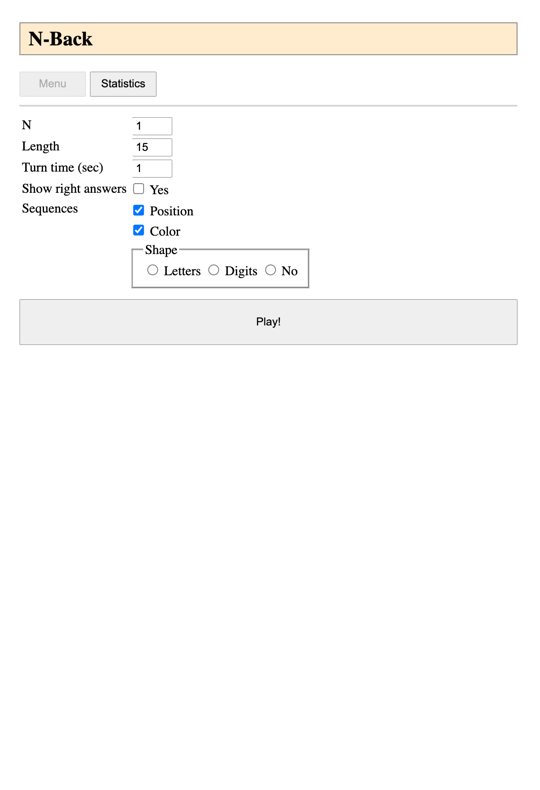 N-Back
Menu Statistics
N 1
Length 15
Turn time (sec) 1
Show right answers Yes
Sequences Position
Color
Shape
Letters Digits No
Play!